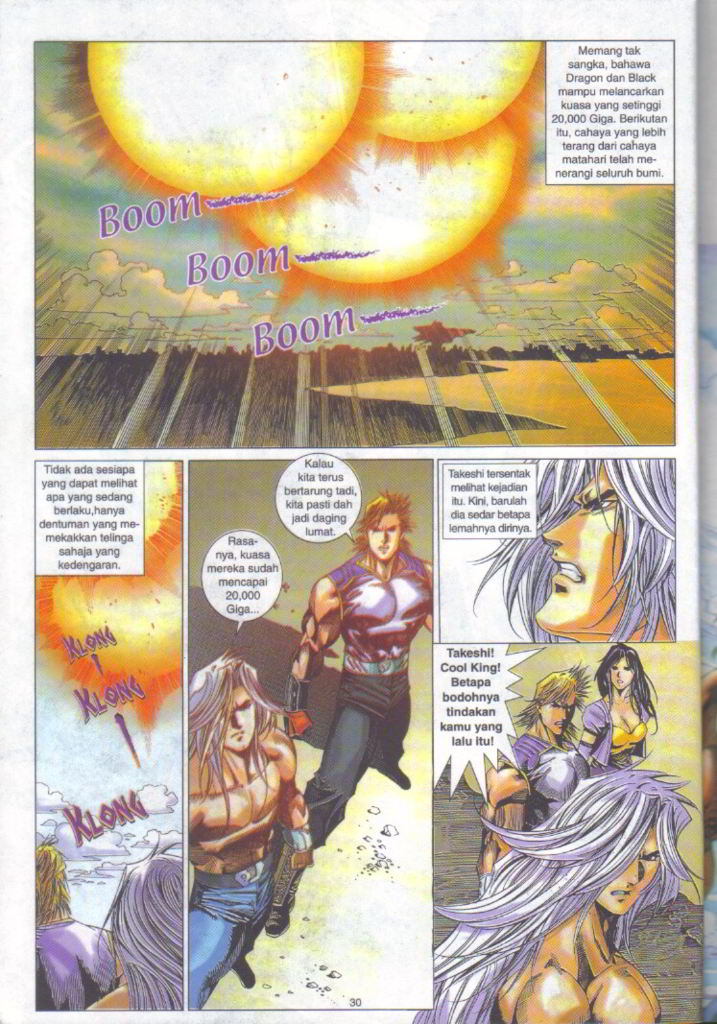 Memang tak
sangka, bahawa
Dragon dan Black
mampu melancarkan
kuasa yang setinggi
20,000 Giga. Berikutan
itu, cahaya yang lebih
terang dari cahaya
matahari telah me-
nerangi seluruh bumi.
BOOM
BOOM
BOOM
Tidak ada sesiapa
yang dapat melihat
apa yang sedang
berlaku,hanya
dentuman yang me-
mekakkan telinga
sahaja yang
kedengaran.
KLONG
KLONG
KLONG
Kalau
kita terus
bertarung tadi,
kita pasti dah
jadi daging
lumat.
Rasa-
nya, kuasa
mereka sudah
mencapai
20,000
Giga...
Takeshi tersentak
melihat kejadian
itu. Kini, barulah
dia sedar betapa
lemahnya dirinya.
Takeshi!
Cool King!
Betapa
bodohnya
tindakan
kamu yang
lalu itu!
30